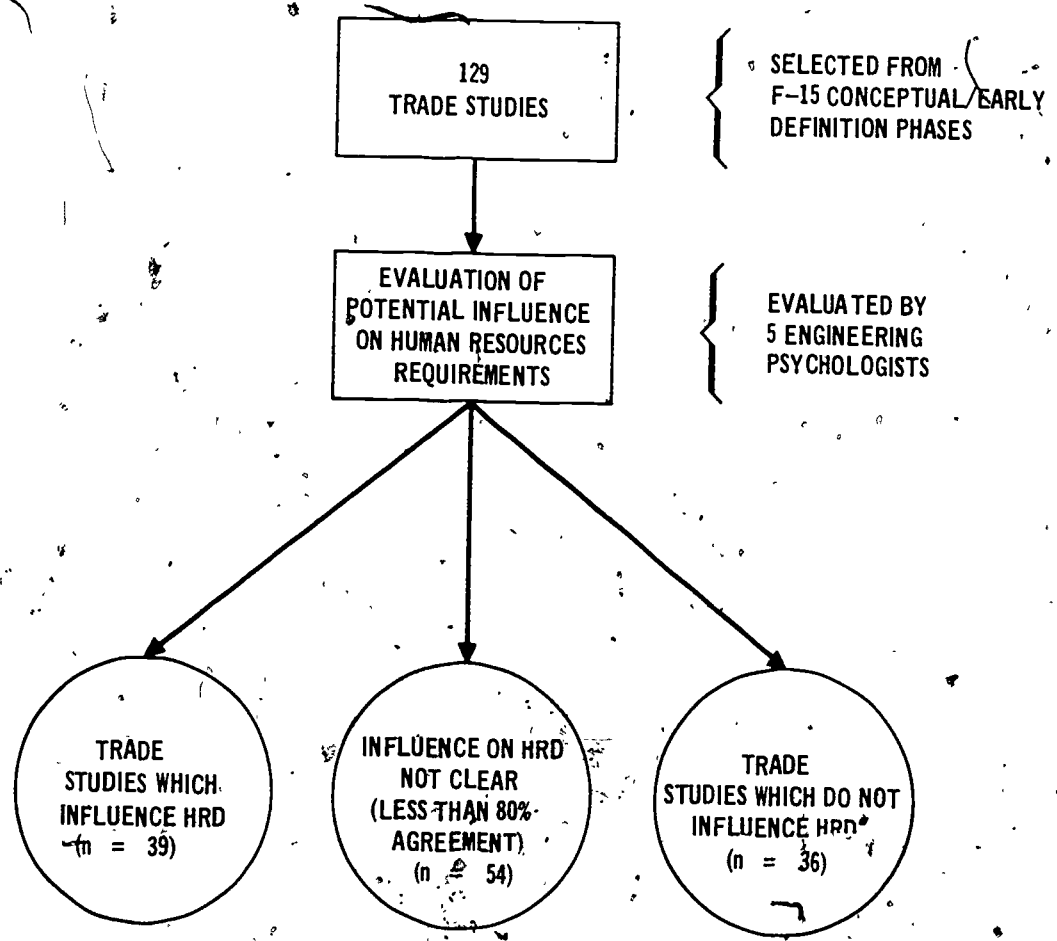 129
TRADE STUDIES
SELECTED FROM
F-15 CONCEPTUAL/EARLY
DEFINITION PHASES
EVALUATION OF
POTENTIAL INFLUENCE
ON HUMAN RESOURCES
REQUIREMENTS
EVALUATED BY
5 ENGINEERING
PSYCHOLOGISTS
TRADE
STUDIES WHICH
INFLUENCE HRD
(n = 39)
INFLUENCE ON HRD
NOT CLEAR
(LESS THAN 80%
AGREEMENT)
(n = 54)
TRADE
STUDIES WHICH DO NOT
INFLUENCE HRD
(n = 36)